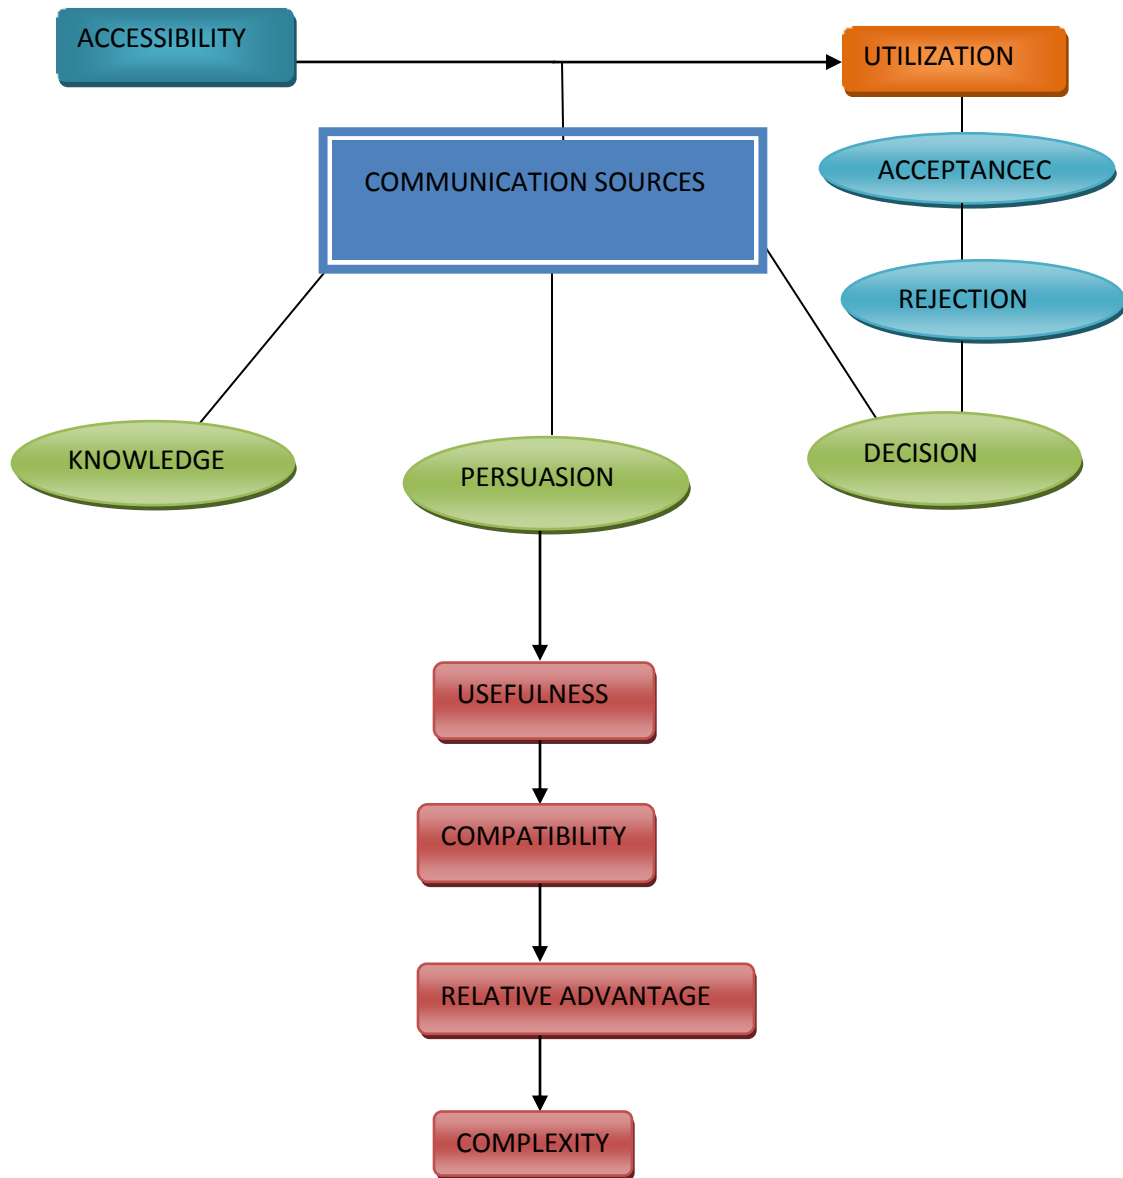 ACCESSIBILITY
UTILIZATION
COMMUNICATION SOURCES
ACCEPTANCEC
REJECTION
KNOWLEDGE
PERSUASION
DECISION
USEFULNESS
COMPATIBILITY
RELATIVE ADVANTAGE
COMPLEXITY